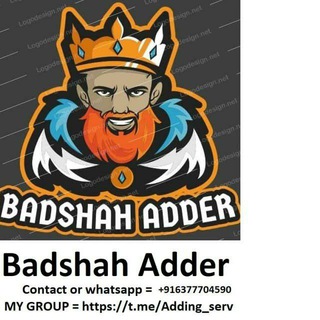 BADSHAH ADDER
Badshah Adder
Contact or whatsapp = +916377704590
MY GROUP = https://t.me/Adding_serv